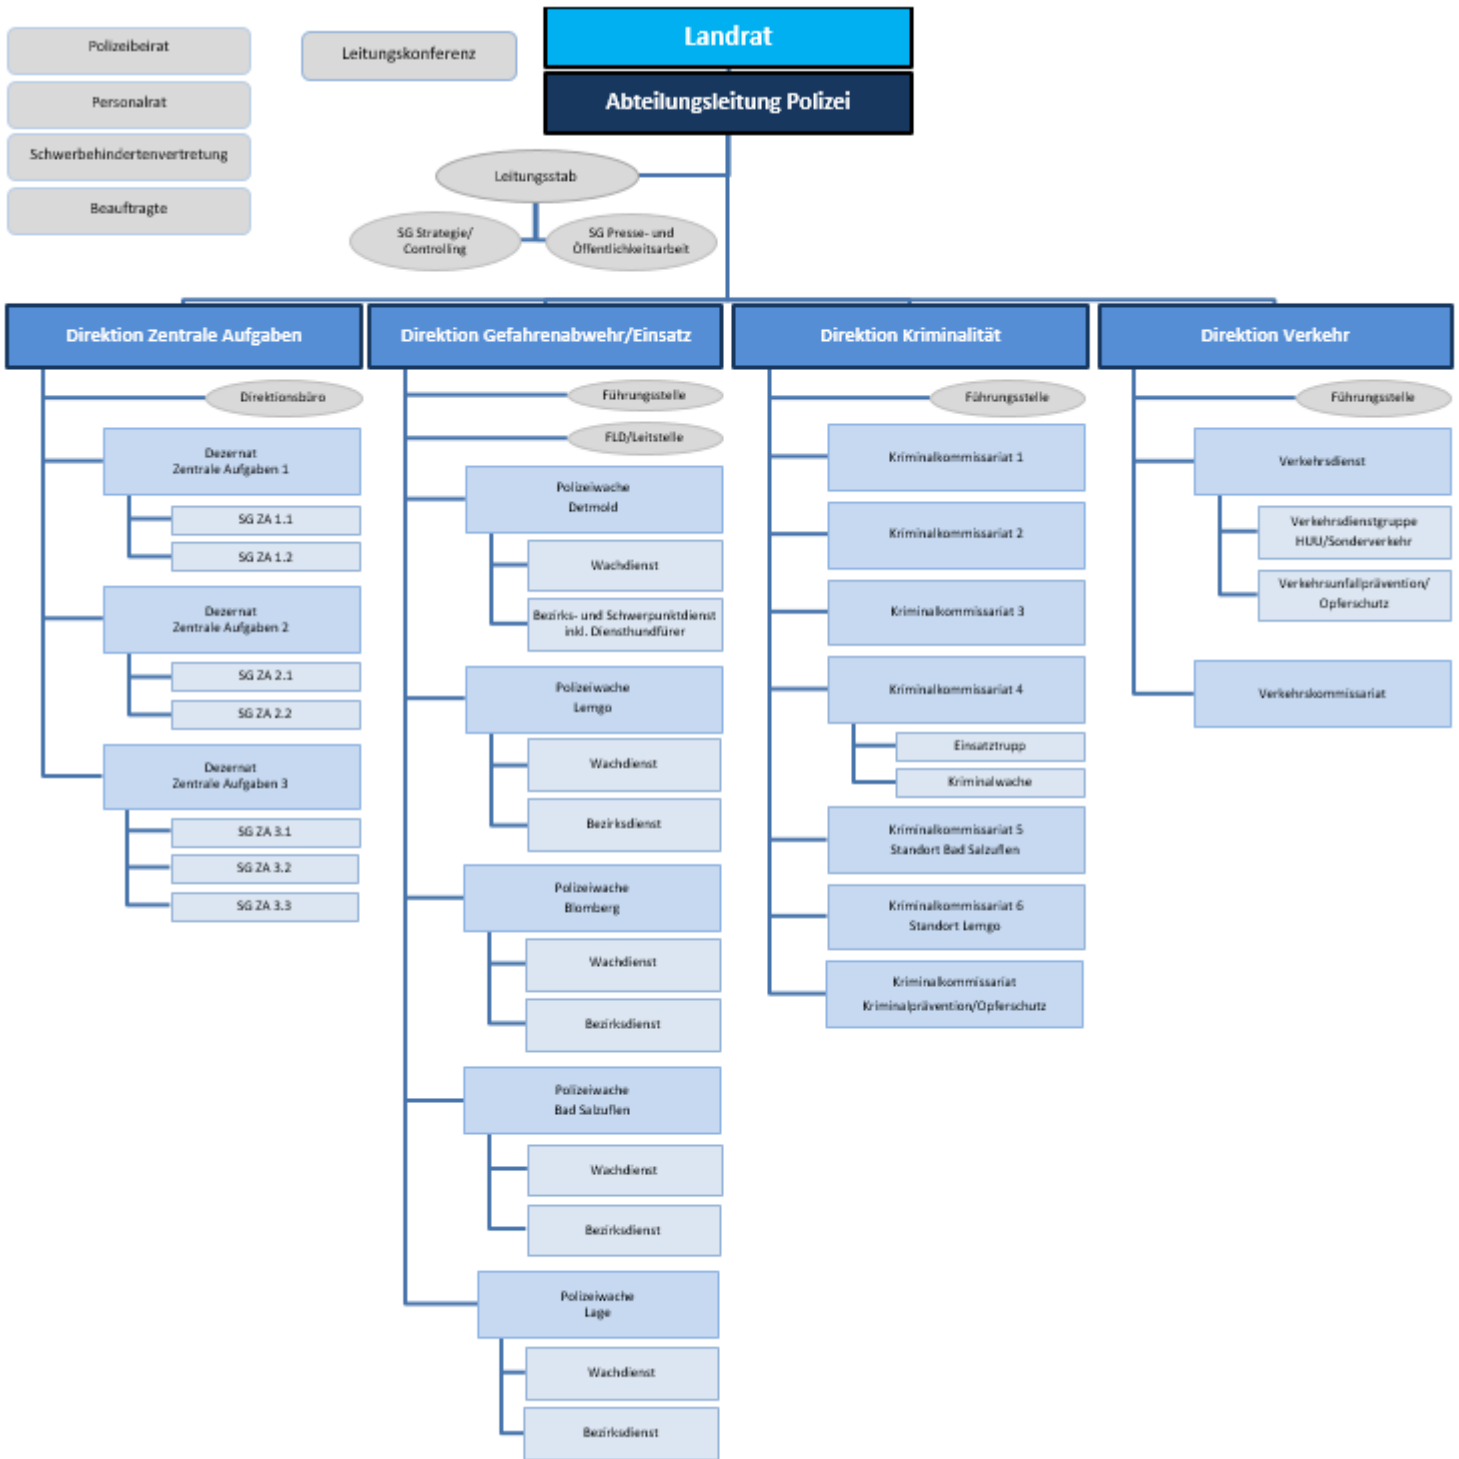 Polizeibeirat
Personalrat
Schwerbehindertenvertretung
Beauftragte
Leitungskonferenz
Landrat
Abteilungsleitung Polizei
Leitungsstab
SG Strategie/
Controlling
SG Presse- und
Öffentlichkeitsarbeit
Direktion Zentrale Aufgaben
Direktionsbüro
Dezernat
Zentrale Aufgaben 1
SG ZA 1.1
SG ZA 1.2
Dezernat
Zentrale Aufgaben 2
SG ZA 2.1
SG ZA 2.2
Dezernat
Zentrale Aufgaben 3
SG ZA 3.1
SG ZA 3.2
SG ZA 3.3
Direktion Gefahrenabwehr/Einsatz
Führungsstelle
FLD/Leitstelle
Polizeiwache
Detmold
Wachdienst
Bezirks- und Schwerpunktdienst
inkl. Diensthundfürer
Polizeiwache
Lemgo
Wachdienst
Bezirksdienst
Polizeiwache
Blomberg
Wachdienst
Bezirksdienst
Polizeiwache
Bad Salzuflen
Wachdienst
Bezirksdienst
Polizeiwache
Lage
Wachdienst
Bezirksdienst
Direktion Kriminalität
Führungsstelle
Kriminalkommissariat 1
Kriminalkommissariat 2
Kriminalkommissariat 3
Kriminalkommissariat 4
Einsatztrupp
Kriminalwache
Kriminalkommissariat 5
Standort Bad Salzuflen
Kriminalkommissariat 6
Standort Lemgo
Kriminalkommissariat
Kriminalprävention/Opferschutz
Direktion Verkehr
Führungsstelle
Verkehrsdienst
Verkehrsdienstgruppe
HUU/Sonderverkehr
Verkehrsunfallprävention/
Opferschutz
Verkehrskommissariat